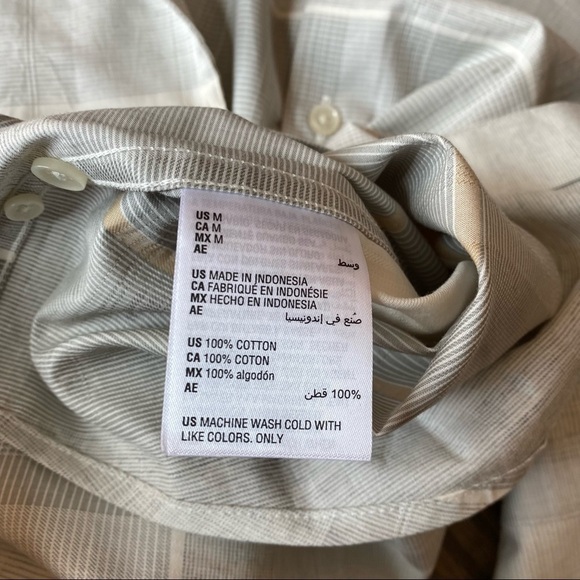 US M
CA M
MX M
AE وسط
US MADE IN INDONESIA
CA FABRIQUÉ EN INDONÉSIE
MX HECHO EN INDONESIA
AE صُنع في إندونيسيا
US 100% COTTON
CA 100% COTON
MX 100% algodón
AE 100% قطن
US MACHINE WASH COLD WITH
LIKE COLORS. ONLY